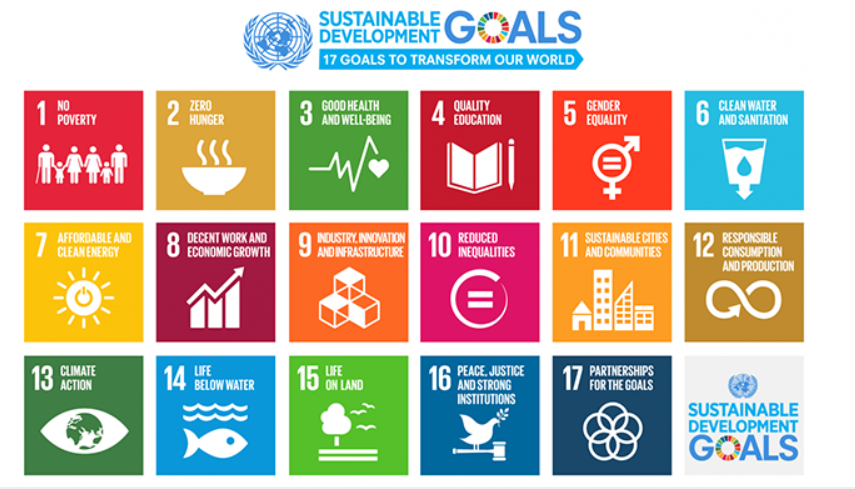 SUSTAINABLE
DEVELOPMENT
GOALS
17 GOALS TO TRANSFORM OUR WORLD
1 NO
POVERTY
2 ZERO
HUNGER
3 GOOD HEALTH
AND WELL-BEING
4 QUALITY
EDUCATION
5 GENDER
EQUALITY
6 CLEAN WATER
AND SANITATION
7 AFFORDABLE AND
CLEAN ENERGY
8 DECENT WORK AND
ECONOMIC GROWTH
9 INDUSTRY, INNOVATION
AND INFRASTRUCTURE
10 REDUCED
INEQUALITIES
11 SUSTAINABLE CITIES
AND COMMUNITIES
12 RESPONSIBLE
CONSUMPTION
AND PRODUCTION
13 CLIMATE
ACTION
14 LIFE
BELOW WATER
15 LIFE
ON LAND
16 PEACE, JUSTICE
AND STRONG
INSTITUTIONS
17 PARTNERSHIPS
FOR THE GOALS
SUSTAINABLE
DEVELOPMENT
GOALS